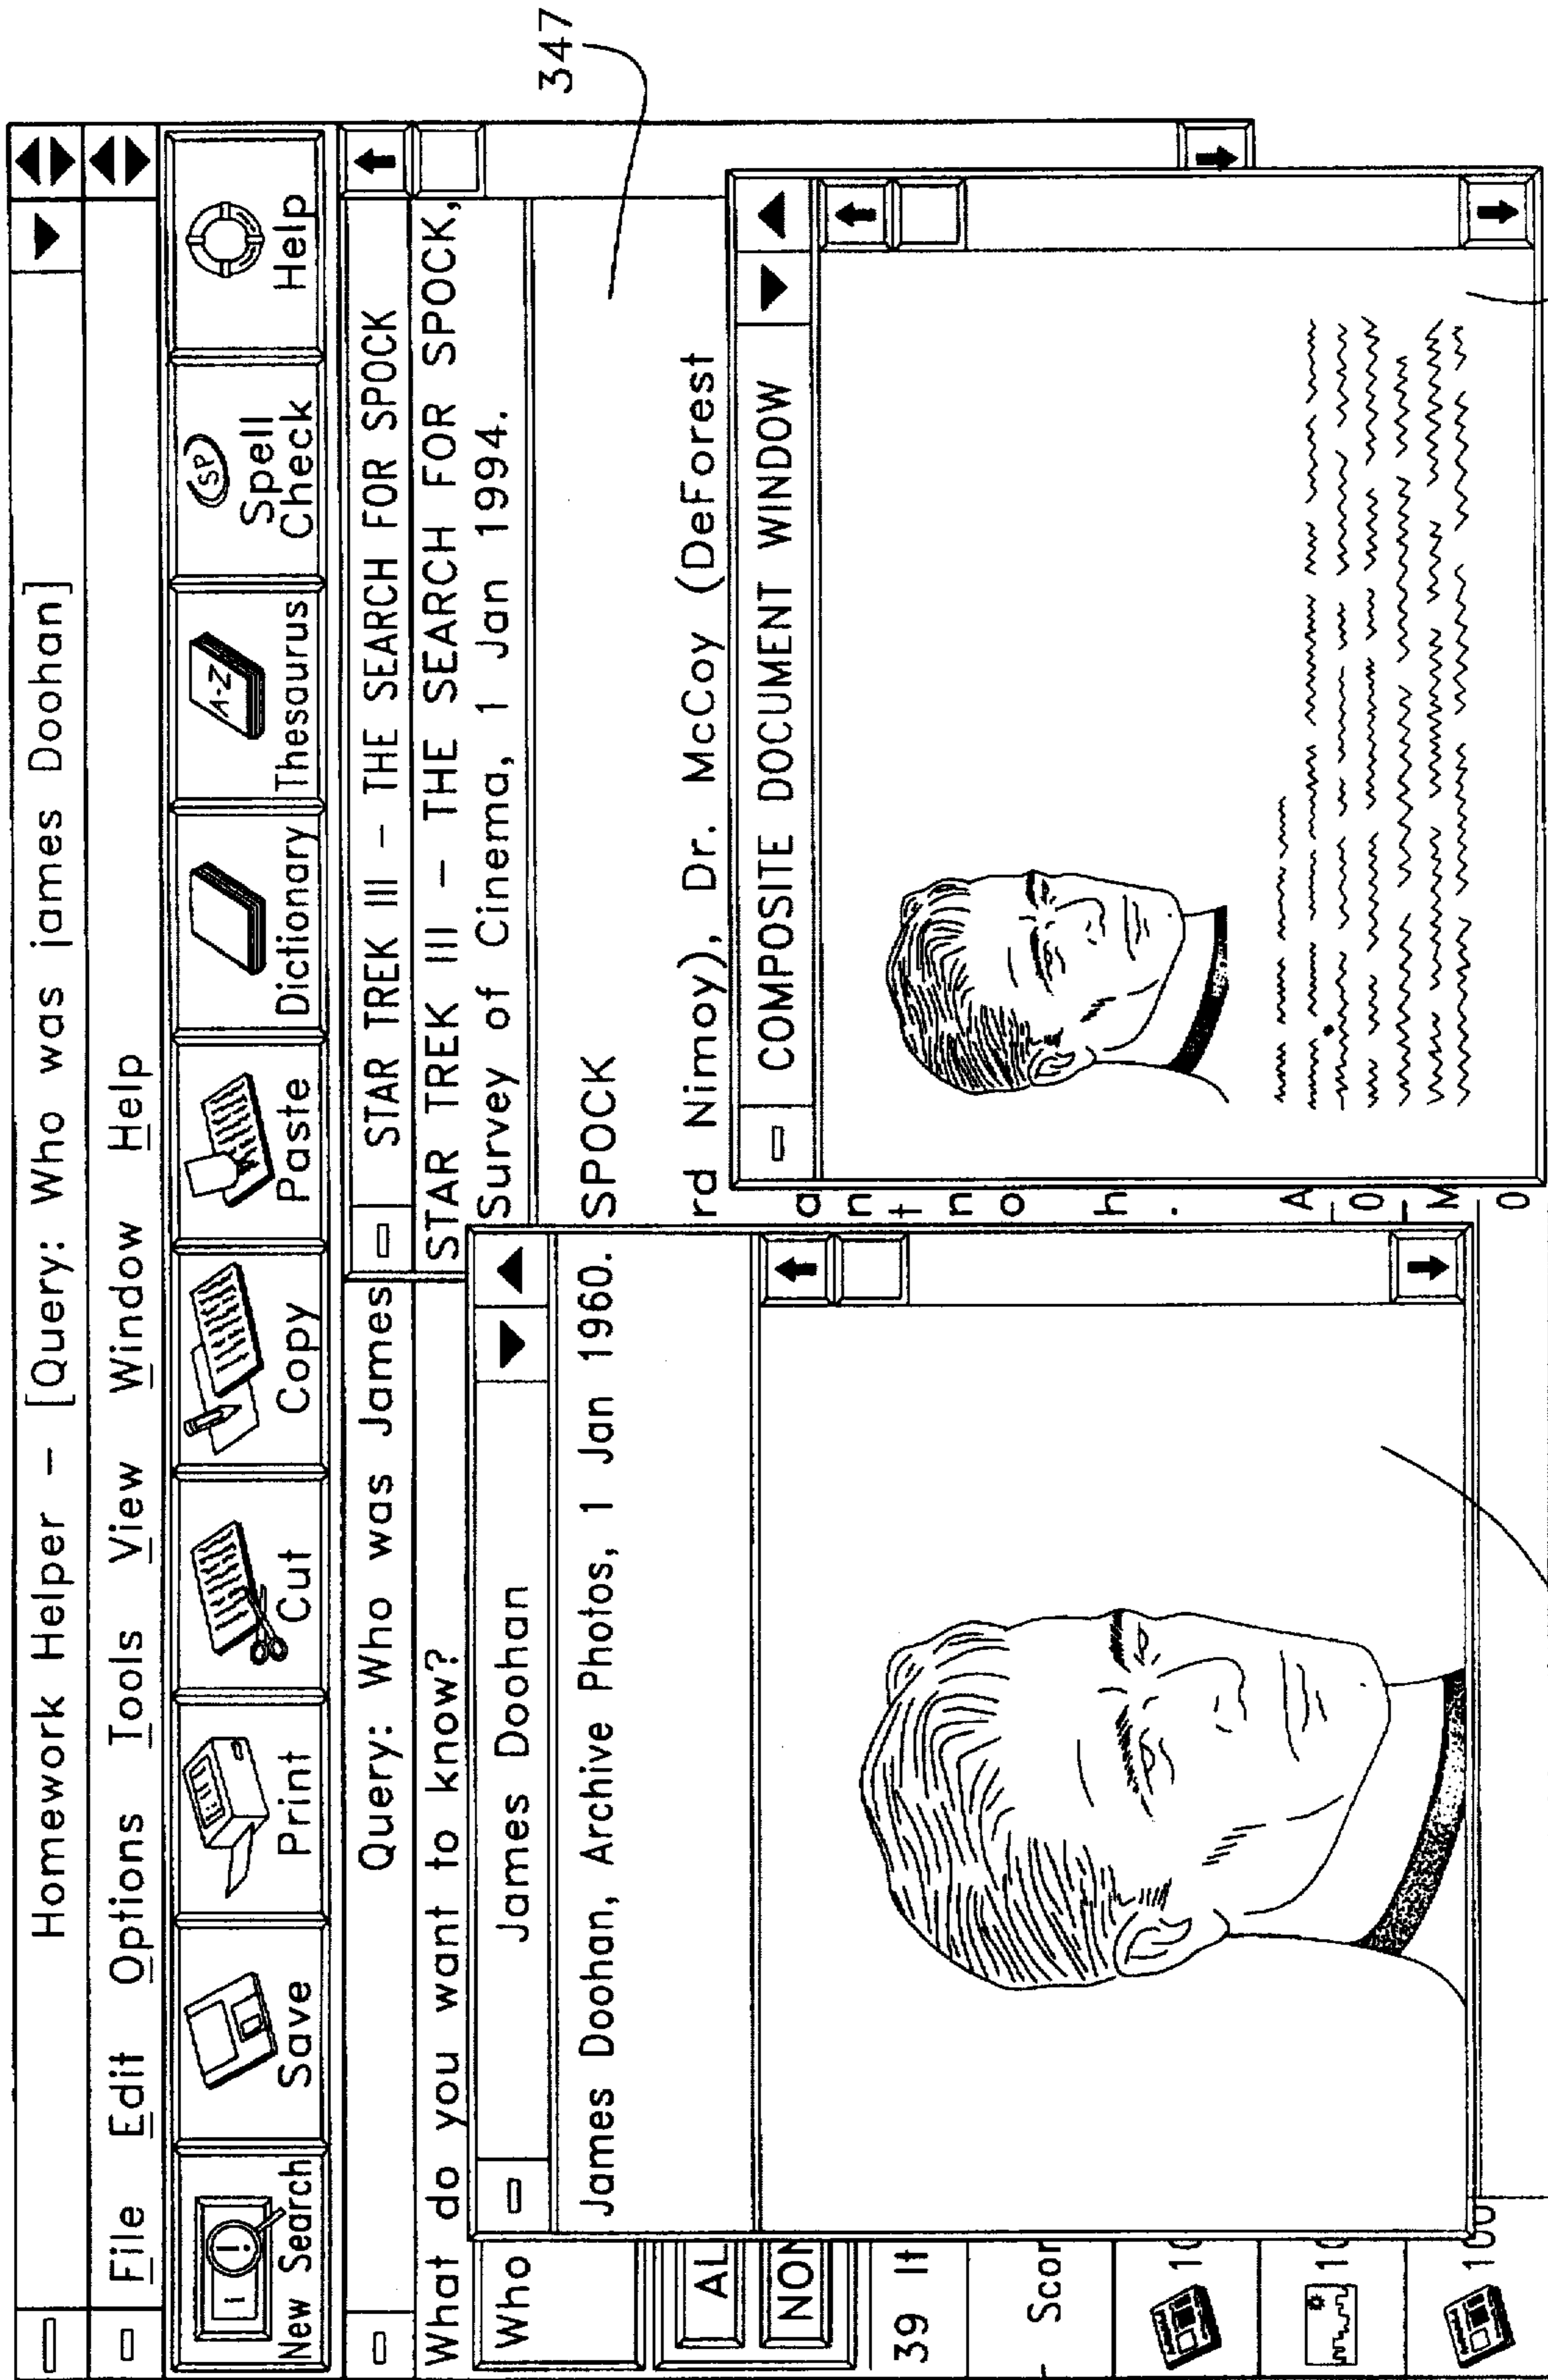 Homework Helper – [Query: Who was james Doohan]
File Edit Options Tools View Window Help
New Search Save Print Cut Copy Paste Dictionary Thesaurus Spell Check Help
SP
A-Z
Query: Who was James
STAR TREK III – THE SEARCH FOR SPOCK
What do you want to know?
STAR TREK III – THE SEARCH FOR SPOCK,
Survey of Cinema, 1 Jan 1994.
347
Who
James Doohan
James Doohan, Archive Photos, 1 Jan 1960.
SPOCK
rd Nimoy), Dr. McCoy (DeForest
COMPOSITE DOCUMENT WINDOW
AL
NON
39 It
Scor
10
10
100
a
n
t
n
o
h
.
A
0
M
0